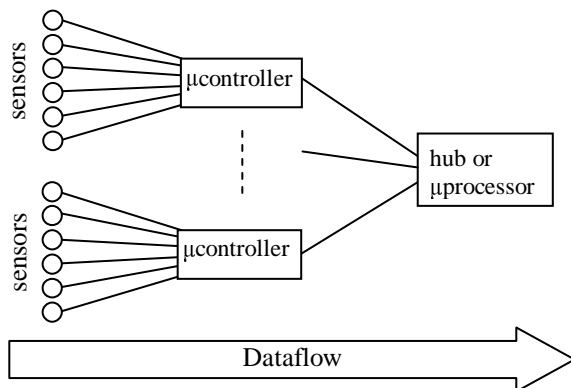 sensors
μcontroller
hub or
μprocessor
sensors
μcontroller
Dataflow